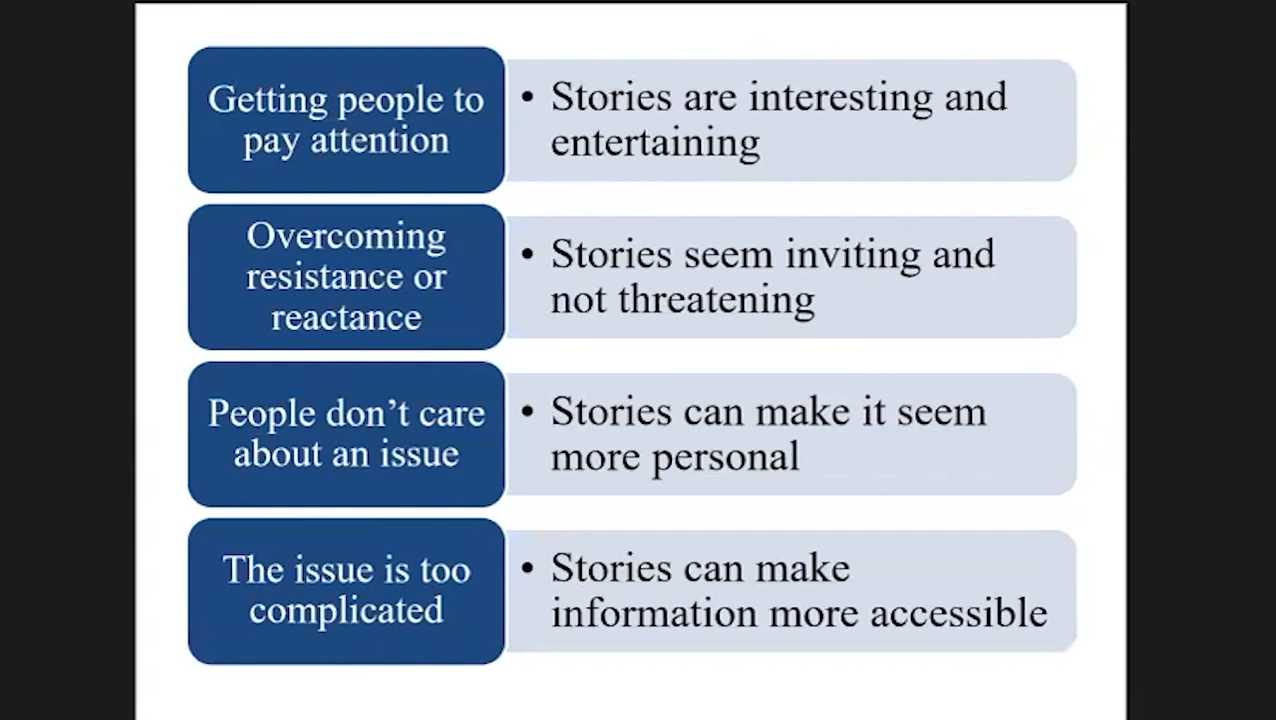 Getting people to
pay attention
• Stories are interesting and
entertaining
Overcoming
resistance or
reactance
• Stories seem inviting and
not threatening
People don’t care
about an issue
• Stories can make it seem
more personal
The issue is too
complicated
• Stories can make
information more accessible